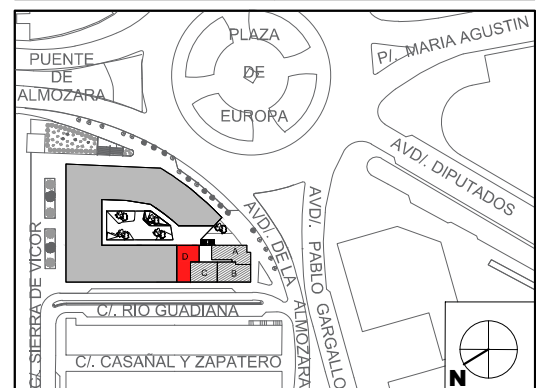 PLAZA
DE
EUROPA
P/. MARIA AGUSTIN
PUENTE
DE
ALMOZARA
AVD/. DIPUTADOS
AVD/. DE LA
ALMOZARA
AVD/. PABLO GARGALLO
C/. SIERRA DE VICOR
A
D
C
B
C/. RIO GUADIANA
C/. CASAÑAL Y ZAPATERO
N